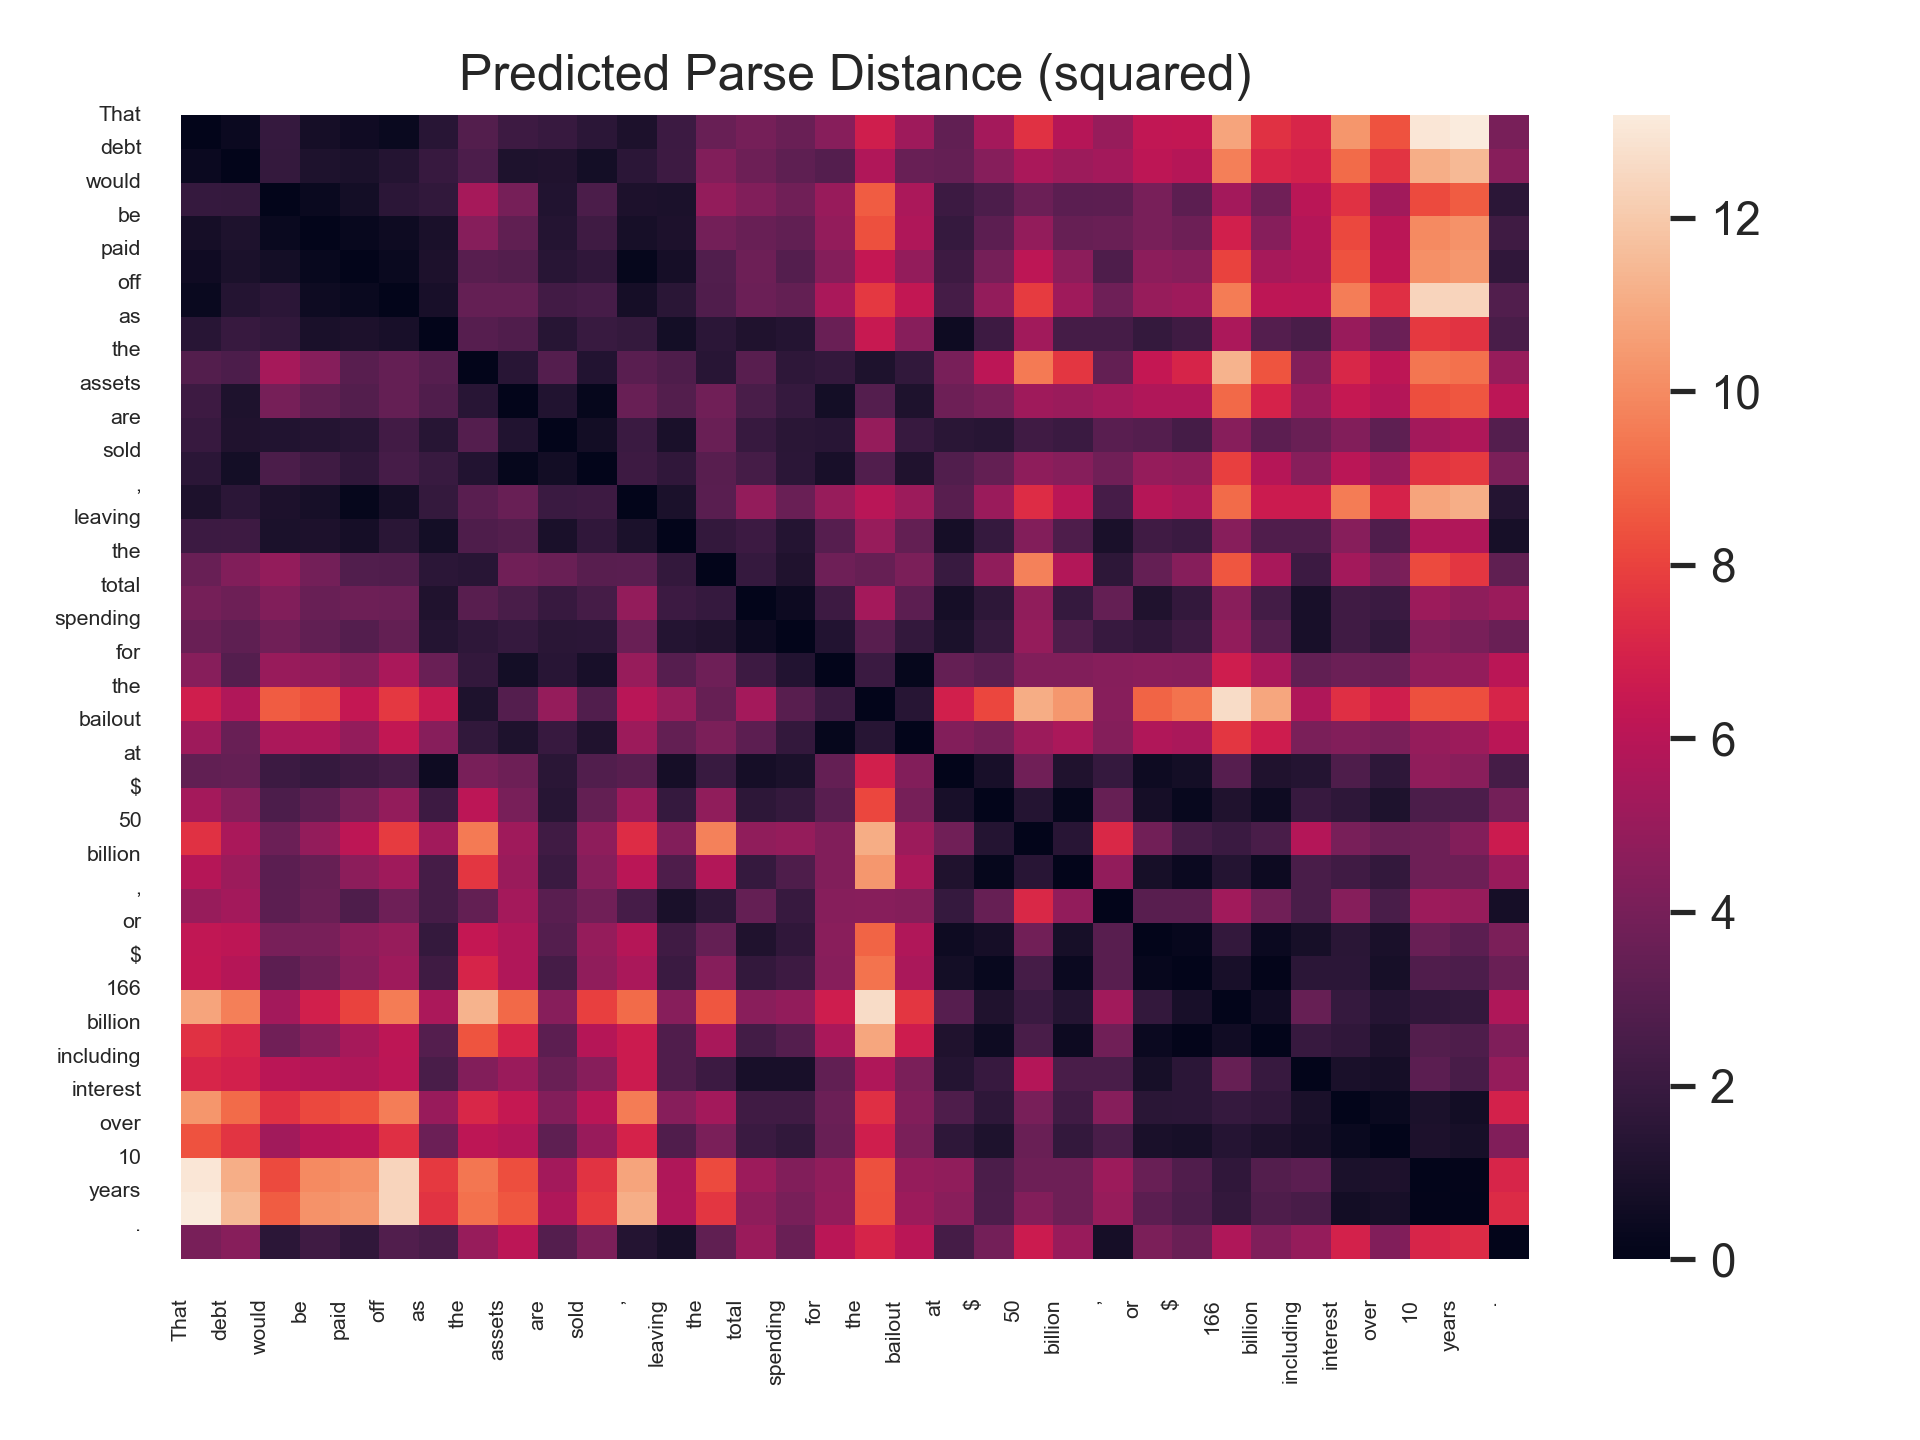 Predicted Parse Distance (squared)
That
debt
would
be
paid
off
as
the
assets
are
sold
,
leaving
the
total
spending
for
the
bailout
at
$
50
billion
,
or
$
166
billion
including
interest
over
10
years
.
12
10
8
6
4
2
0
That
debt
would
be
paid
off
as
the
assets
are
sold
,
leaving
the
total
spending
for
the
bailout
at
$
50
billion
,
or
$
166
billion
including
interest
over
10
years
.